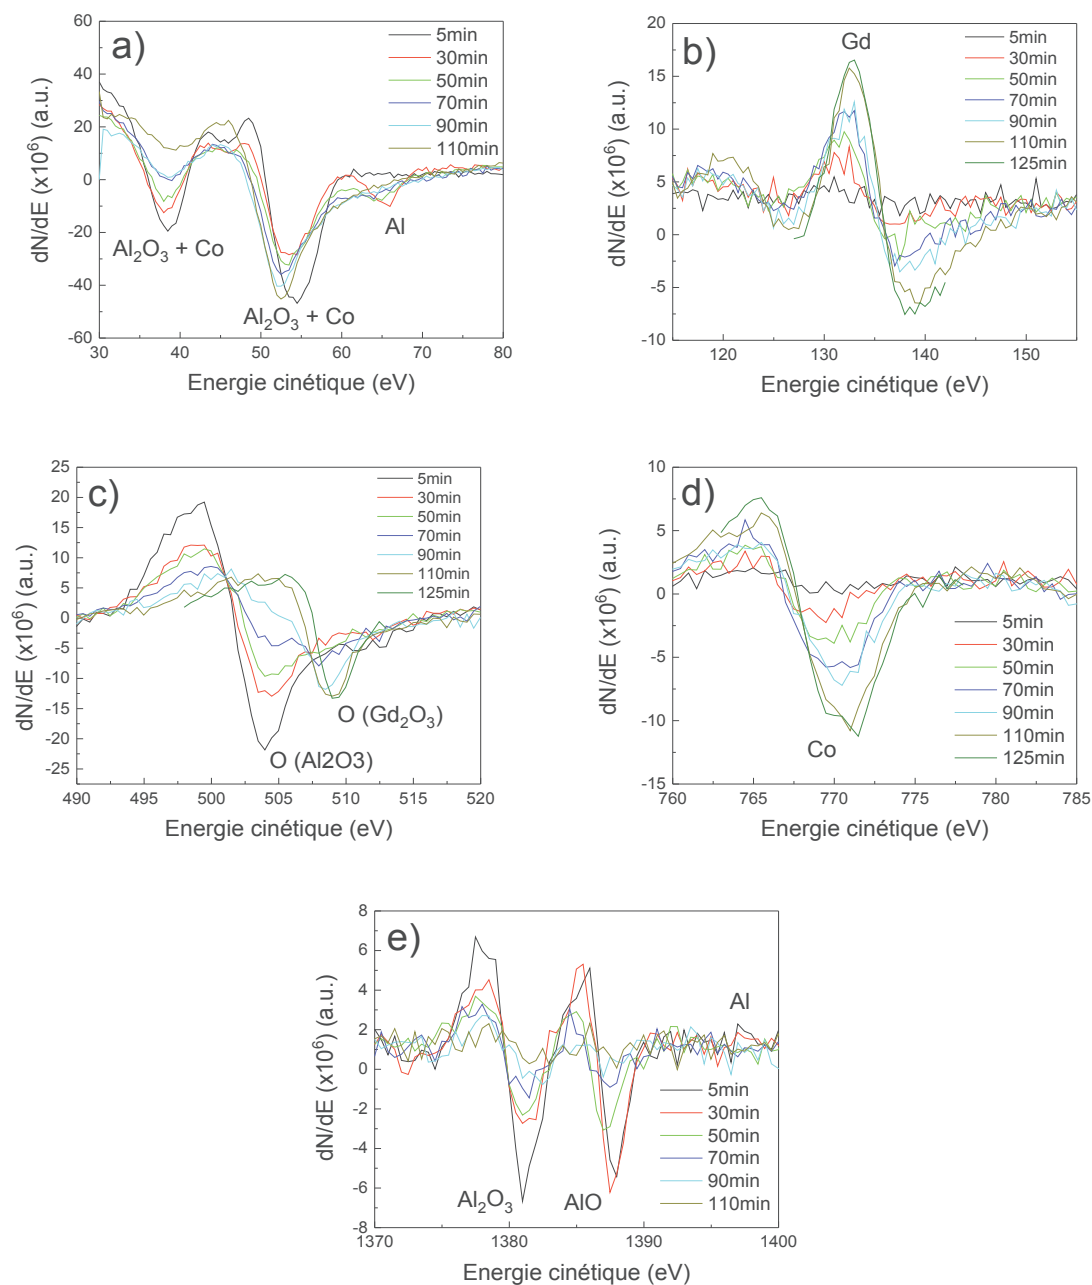 a)
60
40
20
0
-20
-40
-60
30 40 50 60 70 80
dN/dE (x10⁶) (a.u.)
Energie cinétique (eV)
5min
30min
50min
70min
90min
110min
Al₂O₃ + Co
Al₂O₃ + Co
Al
b)
20
15
10
5
0
-5
-10
120 130 140 150
dN/dE (x10⁶) (a.u.)
Energie cinétique (eV)
Gd
5min
30min
50min
70min
90min
110min
125min
c)
25
20
15
10
5
0
-5
-10
-15
-20
-25
490 495 500 505 510 515 520
dN/dE (x10⁶) (a.u.)
Energie cinétique (eV)
5min
30min
50min
70min
90min
110min
125min
O (Gd₂O₃)
O (Al2O3)
d)
10
5
0
-5
-10
-15
760 765 770 775 780 785
dN/dE (x10⁶) (a.u.)
Energie cinétique (eV)
5min
30min
50min
70min
90min
110min
125min
Co
e)
8
6
4
2
0
-2
-4
-6
-8
1370 1380 1390 1400
dN/dE (x10⁶) (a.u.)
Energie cinétique (eV)
Al
5min
30min
50min
70min
90min
110min
Al₂O₃
AlO